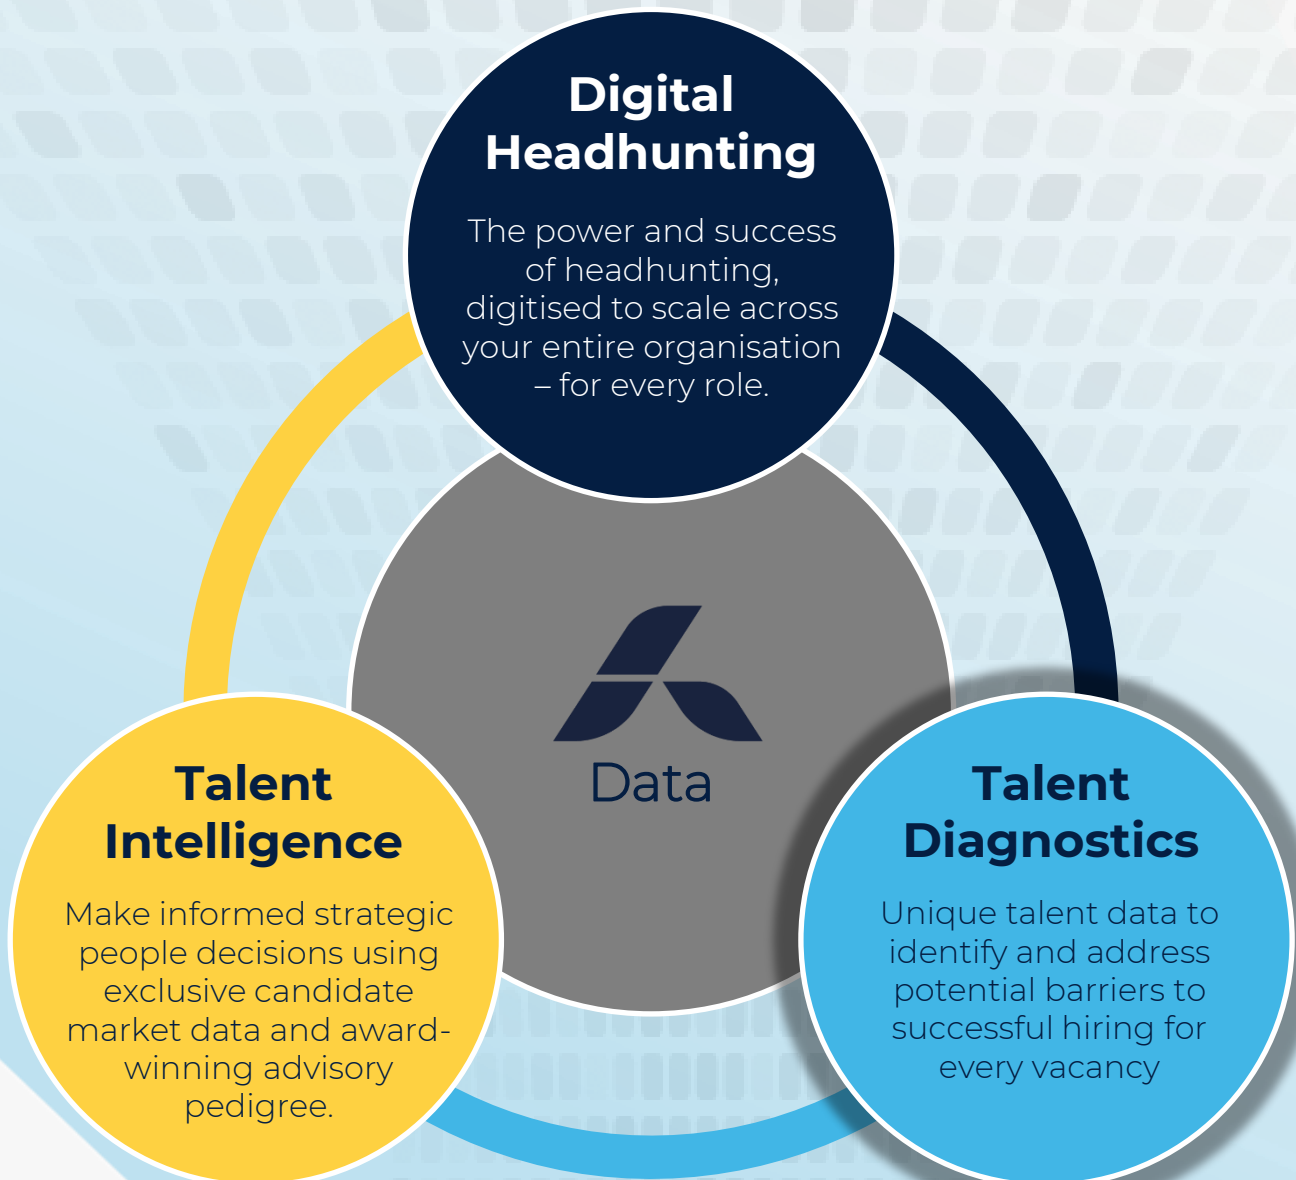 Digital
Headhunting
The power and success
of headhunting,
digitised to scale across
your entire organisation
– for every role.
Data
Talent
Intelligence
Make informed strategic
people decisions using
exclusive candidate
market data and award-
winning advisory
pedigree.
Talent
Diagnostics
Unique talent data to
identify and address
potential barriers to
successful hiring for
every vacancy